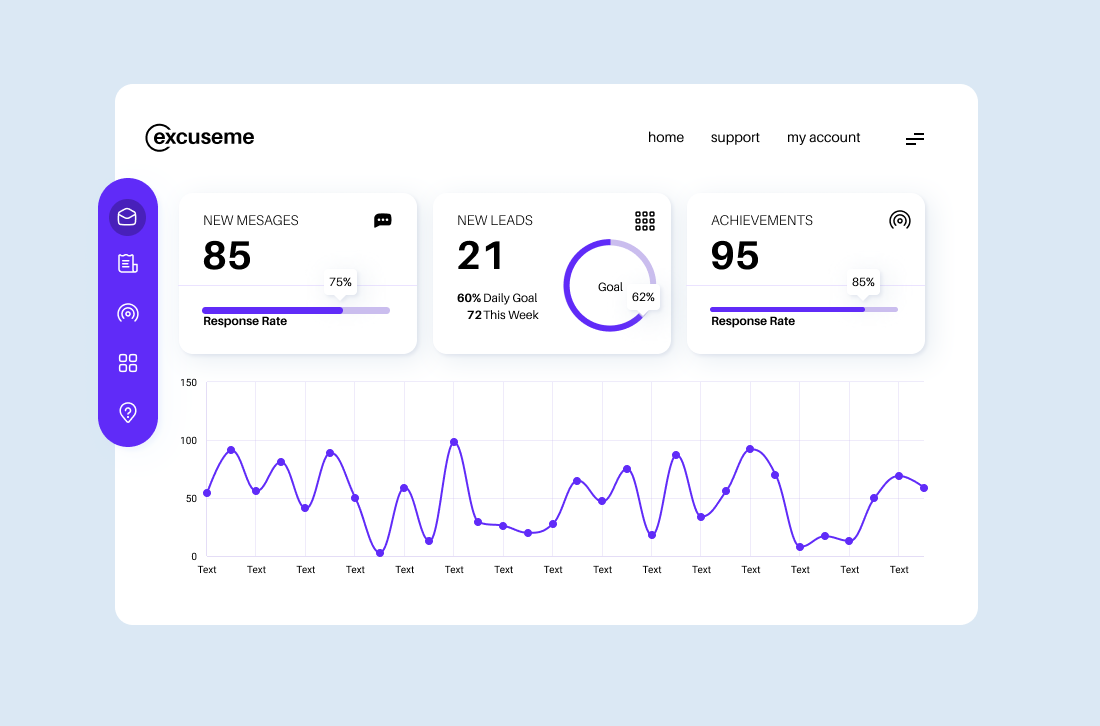 excuseme
home support my account
NEW MESAGES
85
75%
Response Rate
NEW LEADS
21
60% Daily Goal
72 This Week
Goal
62%
ACHIEVEMENTS
95
85%
Response Rate
150
100
50
0
Text Text Text Text Text Text Text Text Text Text Text Text Text Text Text